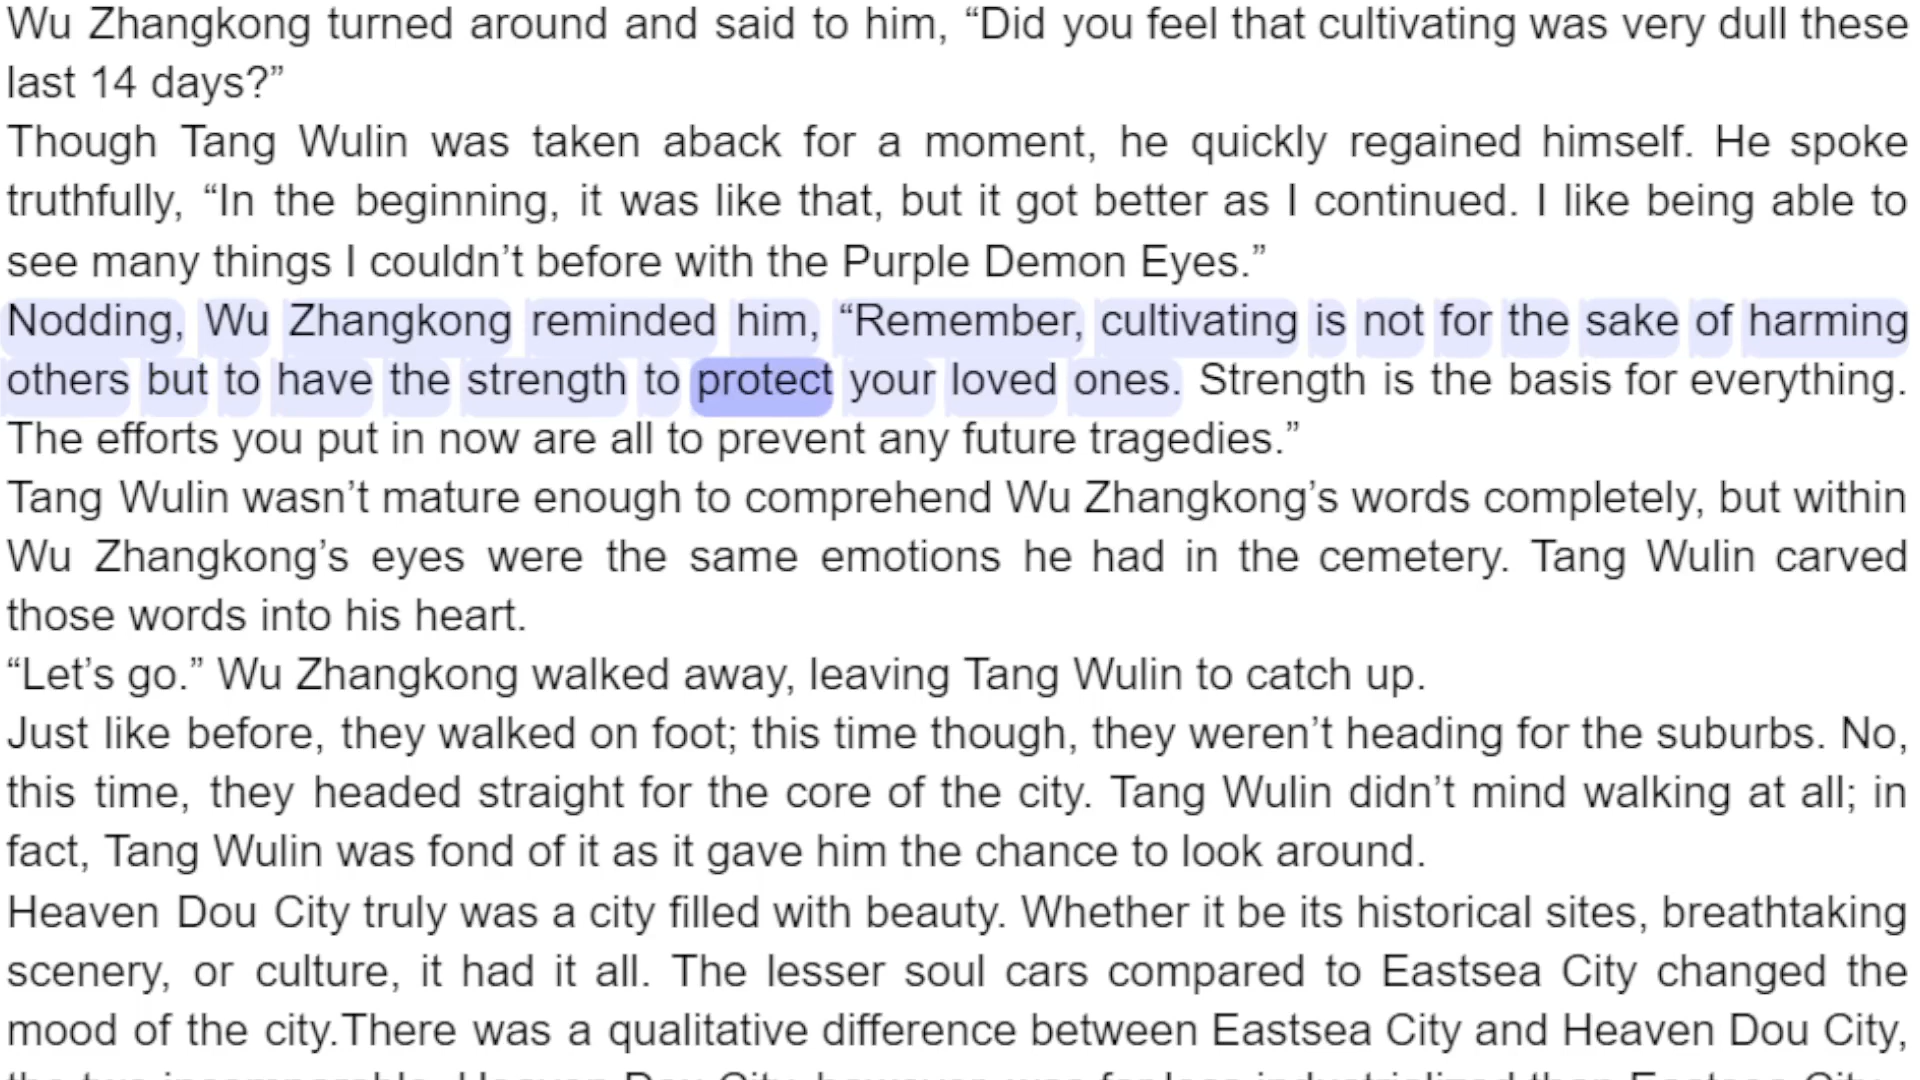 Wu Zhangkong turned around and said to him, “Did you feel that cultivating was very dull these
last 14 days?”
Though Tang Wulin was taken aback for a moment, he quickly regained himself. He spoke
truthfully, “In the beginning, it was like that, but it got better as I continued. I like being able to
see many things I couldn’t before with the Purple Demon Eyes.”
Nodding, Wu Zhangkong reminded him, “Remember, cultivating is not for the sake of harming
others but to have the strength to protect your loved ones. Strength is the basis for everything.
The efforts you put in now are all to prevent any future tragedies.”
Tang Wulin wasn’t mature enough to comprehend Wu Zhangkong’s words completely, but within
Wu Zhangkong’s eyes were the same emotions he had in the cemetery. Tang Wulin carved
those words into his heart.
“Let’s go.” Wu Zhangkong walked away, leaving Tang Wulin to catch up.
Just like before, they walked on foot; this time though, they weren’t heading for the suburbs. No,
this time, they headed straight for the core of the city. Tang Wulin didn’t mind walking at all; in
fact, Tang Wulin was fond of it as it gave him the chance to look around.
Heaven Dou City truly was a city filled with beauty. Whether it be its historical sites, breathtaking
scenery, or culture, it had it all. The lesser soul cars compared to Eastsea City changed the
mood of the city.There was a qualitative difference between Eastsea City and Heaven Dou City,